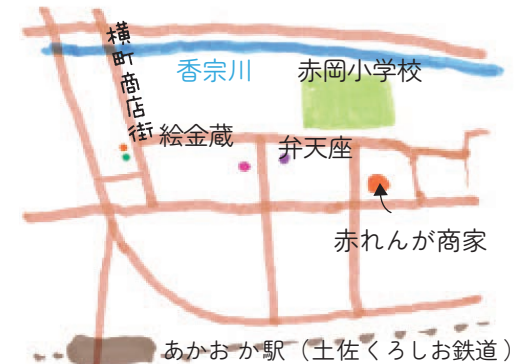 横町商店街
香宗川
赤岡小学校
絵金蔵
弁天座
赤れんが商家
あかおか駅（土佐くろしお鉄道）